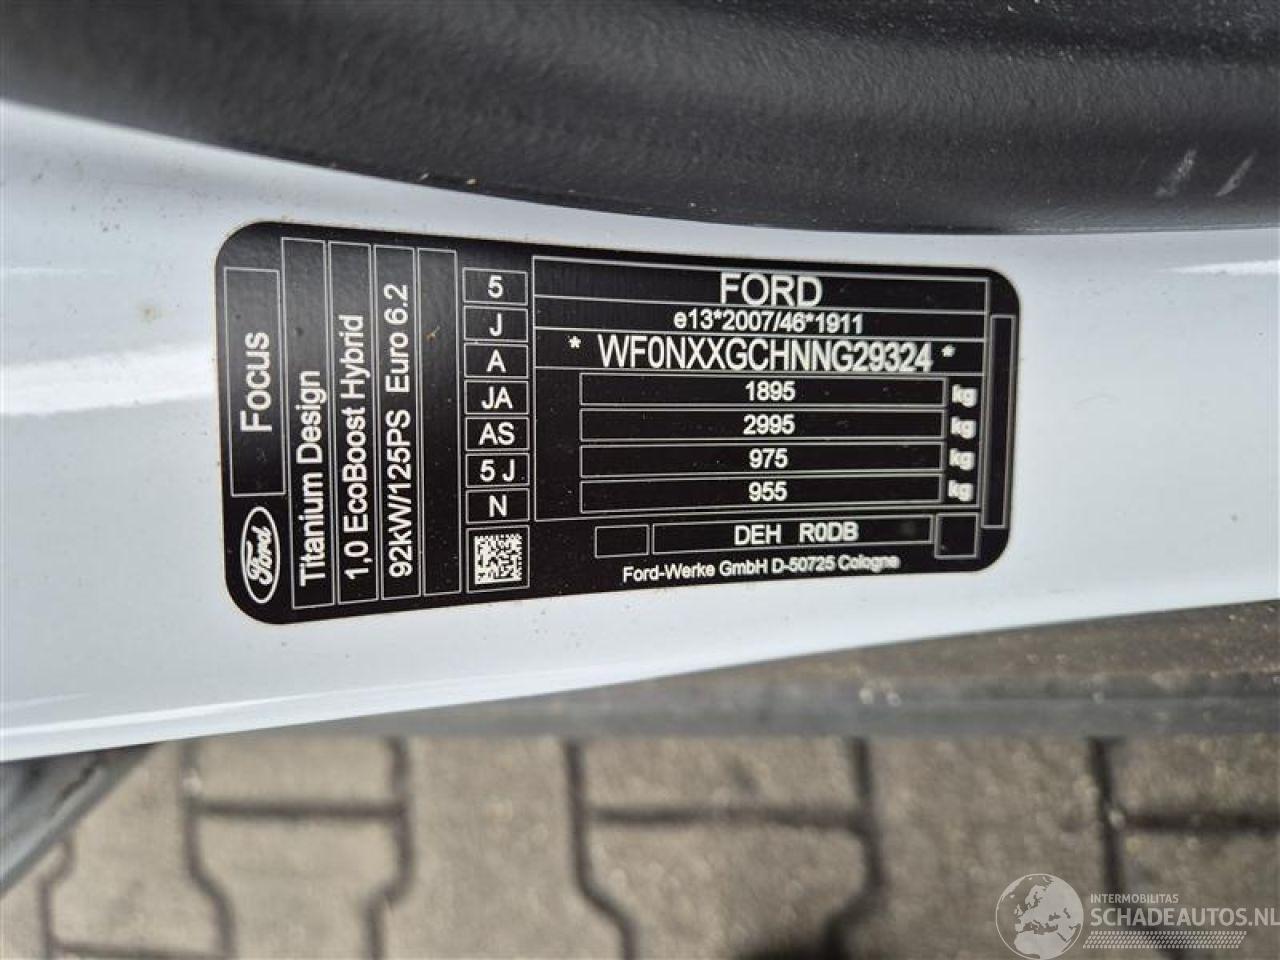 Ford
Focus
Titanium Design
1,0 EcoBoost Hybrid
92kW/125PS Euro 6.2
5
J
A
JA
AS
5 J
N
FORD
e13*2007/46*1911
* WF0NXXGCHNNG29324 *
1895 kg
2995 kg
975 kg
955 kg
DEH R0DB
Ford-Werke GmbH D-50725 Cologne
INTERMOBILITAS
SCHADEAUTOS.NL